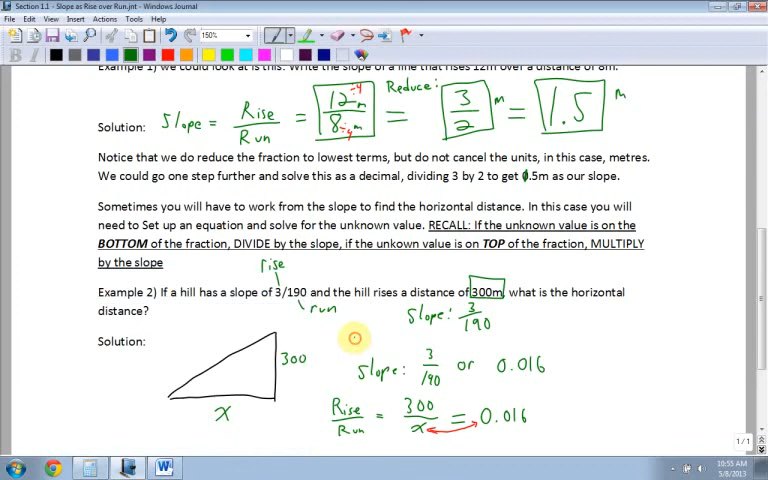 Section 1.1 - Slope as Rise over Run.jnt - Windows Journal
File Edit View Insert Actions Tools Help
150%
B I
Example 1) we could look at is this: Write the slope of a line that rises 12m over a distance of 8m.
Solution: Slope = Rise/Run = 12m ÷4 / 8m ÷4 = Reduce: 3/2 m = 1.5 m
Notice that we do reduce the fraction to lowest terms, but do not cancel the units, in this case, metres.
We could go one step further and solve this as a decimal, dividing 3 by 2 to get 1.5m as our slope.
Sometimes you will have to work from the slope to find the horizontal distance. In this case you will
need to Set up an equation and solve for the unknown value. RECALL: If the unknown value is on the
BOTTOM of the fraction, DIVIDE by the slope, if the unkown value is on TOP of the fraction, MULTIPLY
by the slope
rise
Example 2) If a hill has a slope of 3/190 and the hill rises a distance of 300m, what is the horizontal
distance?
run
Slope: 3/190
Solution:
300
x
Slope: 3/190 or 0.016
Rise/Run = 300/x = 0.016
1 / 1
10:55 AM
5/8/2013